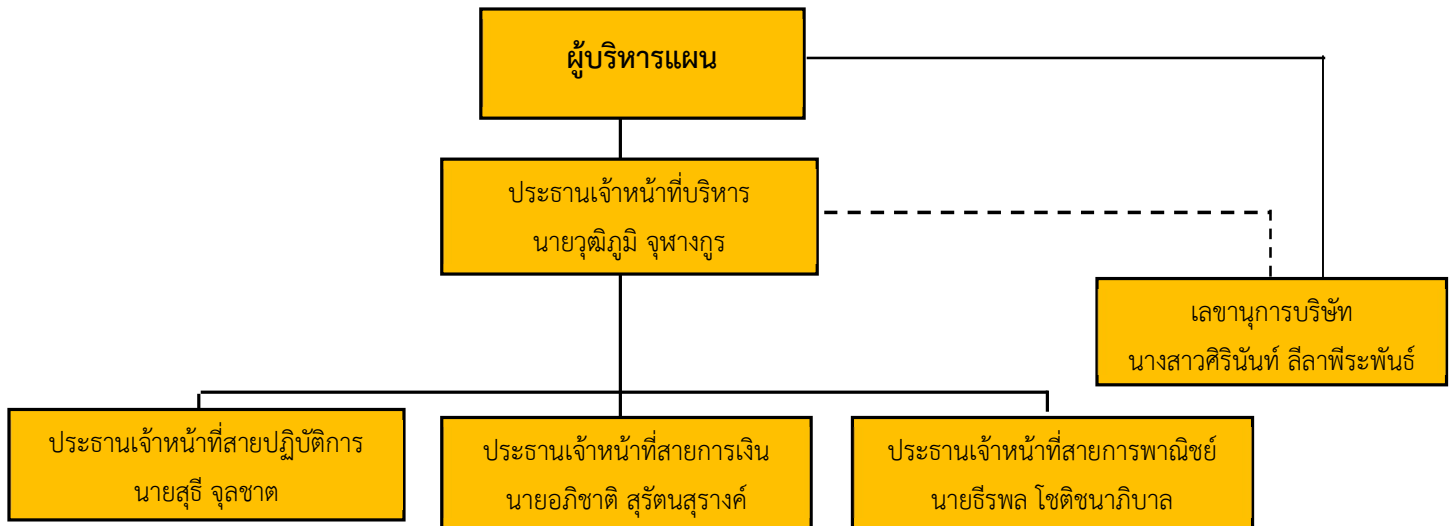 ผู้บริหารแผน
ประธานเจ้าหน้าที่บริหาร
นายวุฒิภูมิ จุฬางกูร
เลขานุการบริษัท
นางสาวศิรินันท์ ลีลาพีระพันธ์
ประธานเจ้าหน้าที่สายปฏิบัติการ
นายสุธี จุลชาต
ประธานเจ้าหน้าที่สายการเงิน
นายอภิชาติ สุรัตนสุรางค์
ประธานเจ้าหน้าที่สายการพาณิชย์
นายธีรพล โชติชนาภิบาล